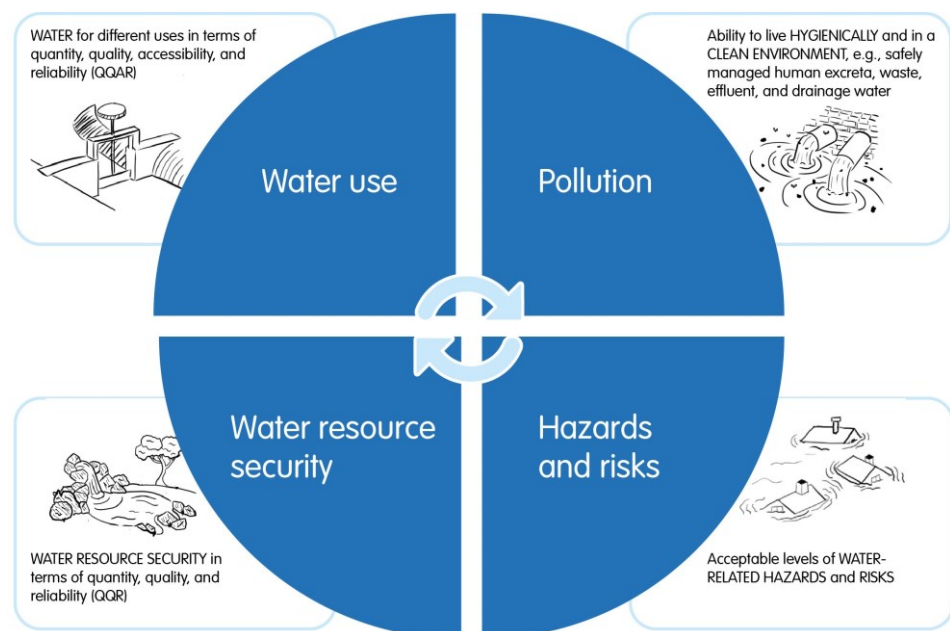 WATER for different uses in terms of
quantity, quality, accessibility, and
reliability (QQAR)
Water use
Ability to live HYGIENICALLY and in a
CLEAN ENVIRONMENT, e.g., safely
managed human excreta, waste,
effluent, and drainage water
Pollution
Water resource
security
WATER RESOURCE SECURITY in
terms of quantity, quality, and
reliability (QQR)
Hazards
and risks
Acceptable levels of WATER-
RELATED HAZARDS and RISKS